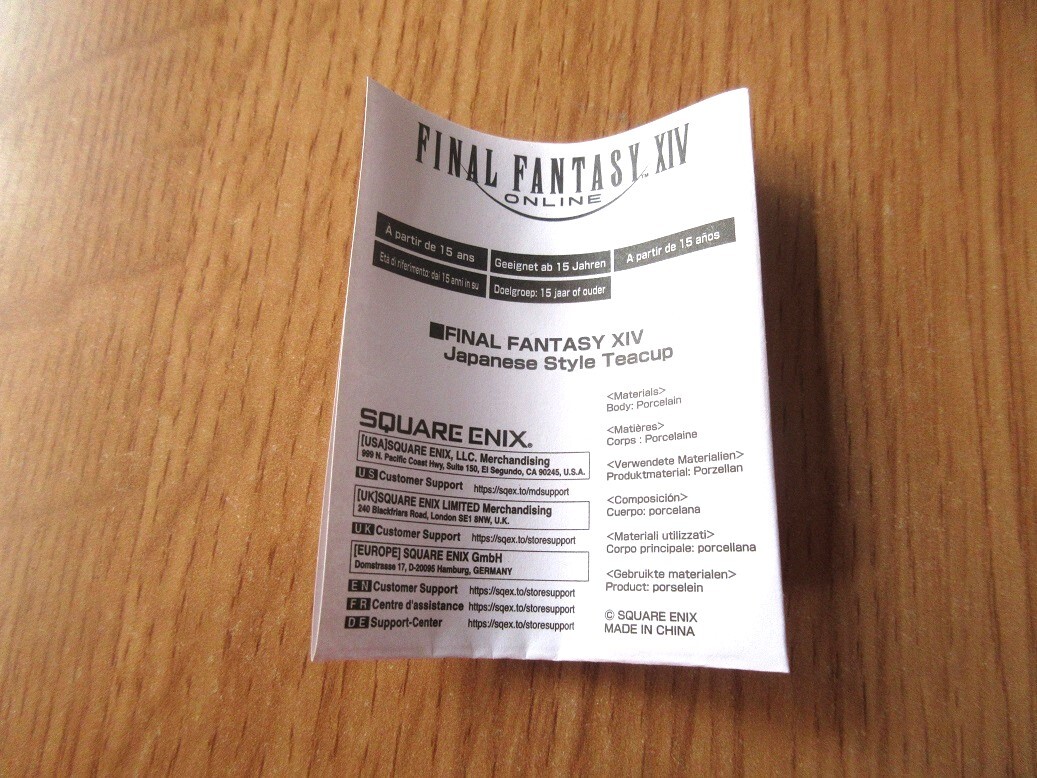 FINAL FANTASY™ XIV
ONLINE
À partir de 15 ans
Geeignet ab 15 Jahren
A partir de 15 años
Età di riferimento: dai 15 anni in su
Doelgroep: 15 jaar of ouder
■FINAL FANTASY XIV
Japanese Style Teacup
SQUARE ENIX®
[USA]SQUARE ENIX, LLC. Merchandising
999 N. Pacific Coast Hwy, Suite 150, El Segundo, CA 90245, U.S.A.
US Customer Support https://sqex.to/mdsupport
[UK]SQUARE ENIX LIMITED Merchandising
240 Blackfriars Road, London SE1 8NW, U.K.
UK Customer Support https://sqex.to/storesupport
[EUROPE] SQUARE ENIX GmbH
Domstrasse 17, D-20095 Hamburg, GERMANY
EN Customer Support https://sqex.to/storesupport
FR Centre d'assistance https://sqex.to/storesupport
DE Support-Center https://sqex.to/storesupport
<Materials>
Body: Porcelain
<Matières>
Corps : Porcelaine
<Verwendete Materialien>
Produktmaterial: Porzellan
<Composición>
Cuerpo: porcelana
<Materiali utilizzati>
Corpo principale: porcellana
<Gebruikte materialen>
Product: porselein
© SQUARE ENIX
MADE IN CHINA